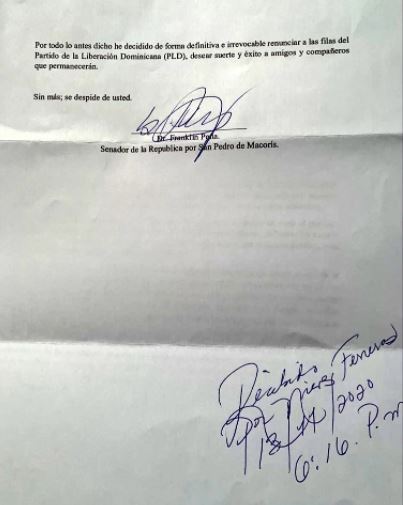 Por todo lo antes dicho he decidido de forma definitiva e irrevocable renunciar a las filas del
Partido de la Liberación Dominicana (PLD), desear suerte y éxito a amigos y compañeros
que permanecerán.
Sin más; se despide de usted.
Dr. Franklin Peña.
Senador de la Republica por San Pedro de Macorís.
Recibido
Por
2020
6:16. P.m